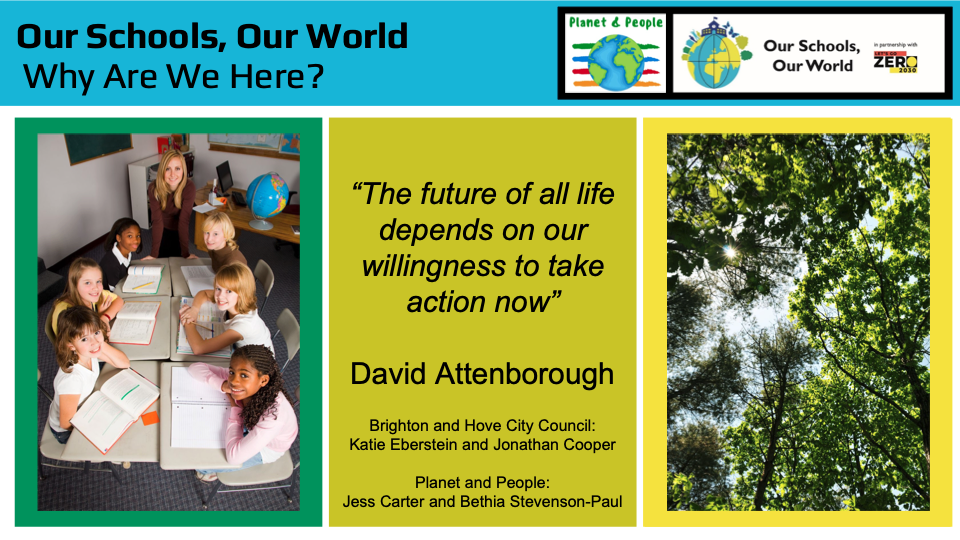 Our Schools, Our World
Why Are We Here?
Planet & People
Our Schools,
Our World
in partnership with
LET'S GO
ZERO
2030
“The future of all life
depends on our
willingness to take
action now”
David Attenborough
Brighton and Hove City Council:
Katie Eberstein and Jonathan Cooper
Planet and People:
Jess Carter and Bethia Stevenson-Paul